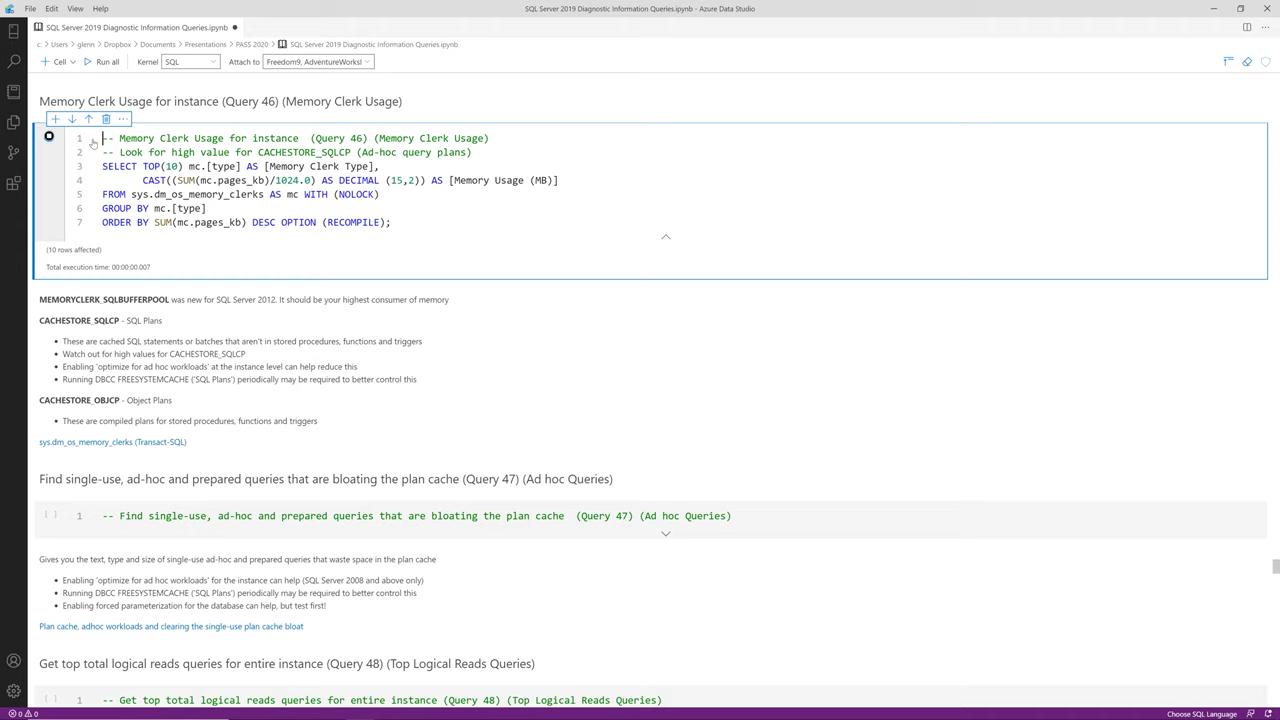 File Edit View Help
SQL Server 2019 Diagnostic Information Queries.ipynb - Azure Data Studio
SQL Server 2019 Diagnostic Information Queries.ipynb
c: Users glenn Dropbox Documents Presentations PASS 2020 SQL Server 2019 Diagnostic Information Queries.ipynb
Cell Run all Kernel SQL Attach to Freedom9, AdventureWorksI
Memory Clerk Usage for instance (Query 46) (Memory Clerk Usage)
1 -- Memory Clerk Usage for instance (Query 46) (Memory Clerk Usage)
2 -- Look for high value for CACHESTORE_SQLCP (Ad-hoc query plans)
3 SELECT TOP(10) mc.[type] AS [Memory Clerk Type],
4 CAST((SUM(mc.pages_kb)/1024.0) AS DECIMAL (15,2)) AS [Memory Usage (MB)]
5 FROM sys.dm_os_memory_clerks AS mc WITH (NOLOCK)
6 GROUP BY mc.[type]
7 ORDER BY SUM(mc.pages_kb) DESC OPTION (RECOMPILE);
(10 rows affected)
Total execution time: 00:00:00.007
MEMORYCLERK_SQLBUFFERPOOL was new for SQL Server 2012. It should be your highest consumer of memory
CACHESTORE_SQLCP - SQL Plans
• These are cached SQL statements or batches that aren't in stored procedures, functions and triggers
• Watch out for high values for CACHESTORE_SQLCP
• Enabling 'optimize for ad hoc workloads' at the instance level can help reduce this
• Running DBCC FREESYSTEMCACHE ('SQL Plans') periodically may be required to better control this
CACHESTORE_OBJCP - Object Plans
• These are compiled plans for stored procedures, functions and triggers
sys.dm_os_memory_clerks (Transact-SQL)
Find single-use, ad-hoc and prepared queries that are bloating the plan cache (Query 47) (Ad hoc Queries)
[ ] 1 -- Find single-use, ad-hoc and prepared queries that are bloating the plan cache (Query 47) (Ad hoc Queries)
Gives you the text, type and size of single-use ad-hoc and prepared queries that waste space in the plan cache
• Enabling 'optimize for ad hoc workloads' for the instance can help (SQL Server 2008 and above only)
• Running DBCC FREESYSTEMCACHE ('SQL Plans') periodically may be required to better control this
• Enabling forced parameterization for the database can help, but test first!
Plan cache, adhoc workloads and clearing the single-use plan cache bloat
Get top total logical reads queries for entire instance (Query 48) (Top Logical Reads Queries)
[ ] 1 -- Get top total logical reads queries for entire instance (Query 48) (Top Logical Reads Queries)
0 0 Choose SQL Language